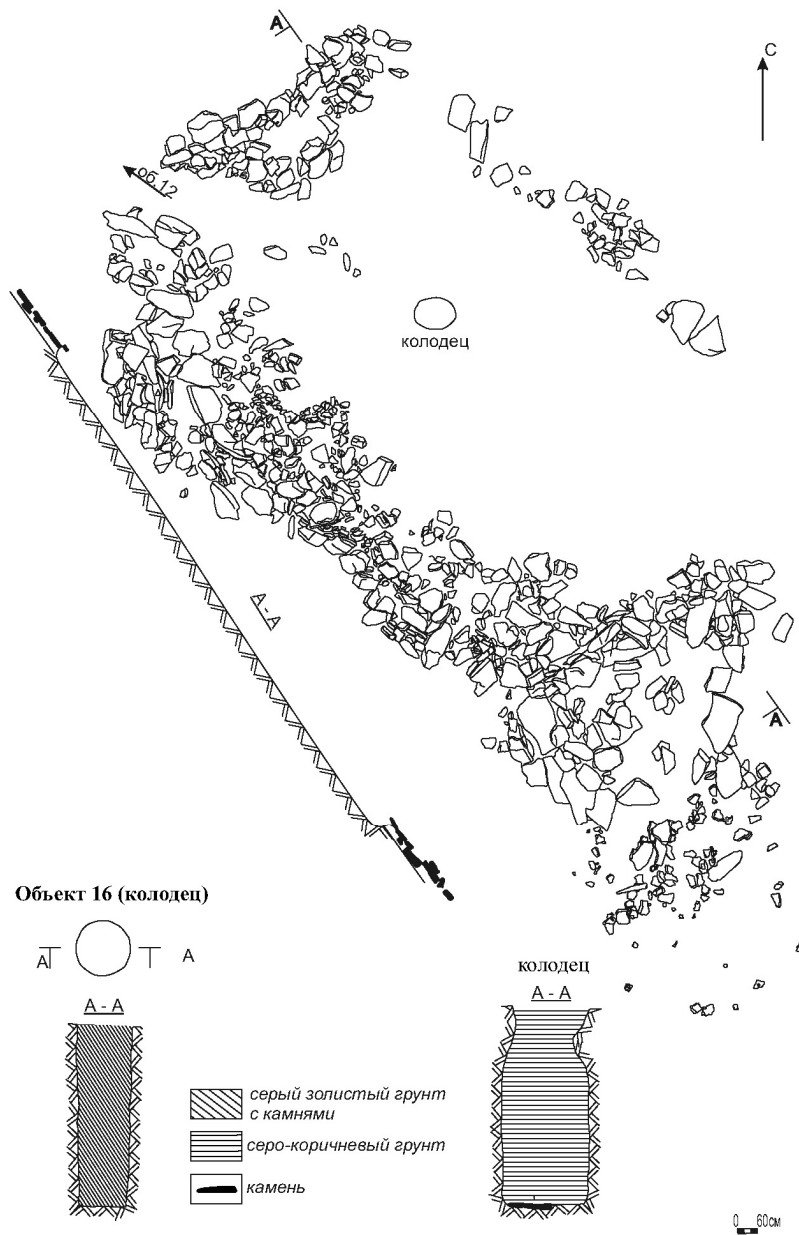 А
С
об.12
колодец
А - А
А
Объект 16 (колодец)
А А
А - А
колодец
А - А
серый золистый грунт
с камнями
серо-коричневый грунт
камень
0 60см